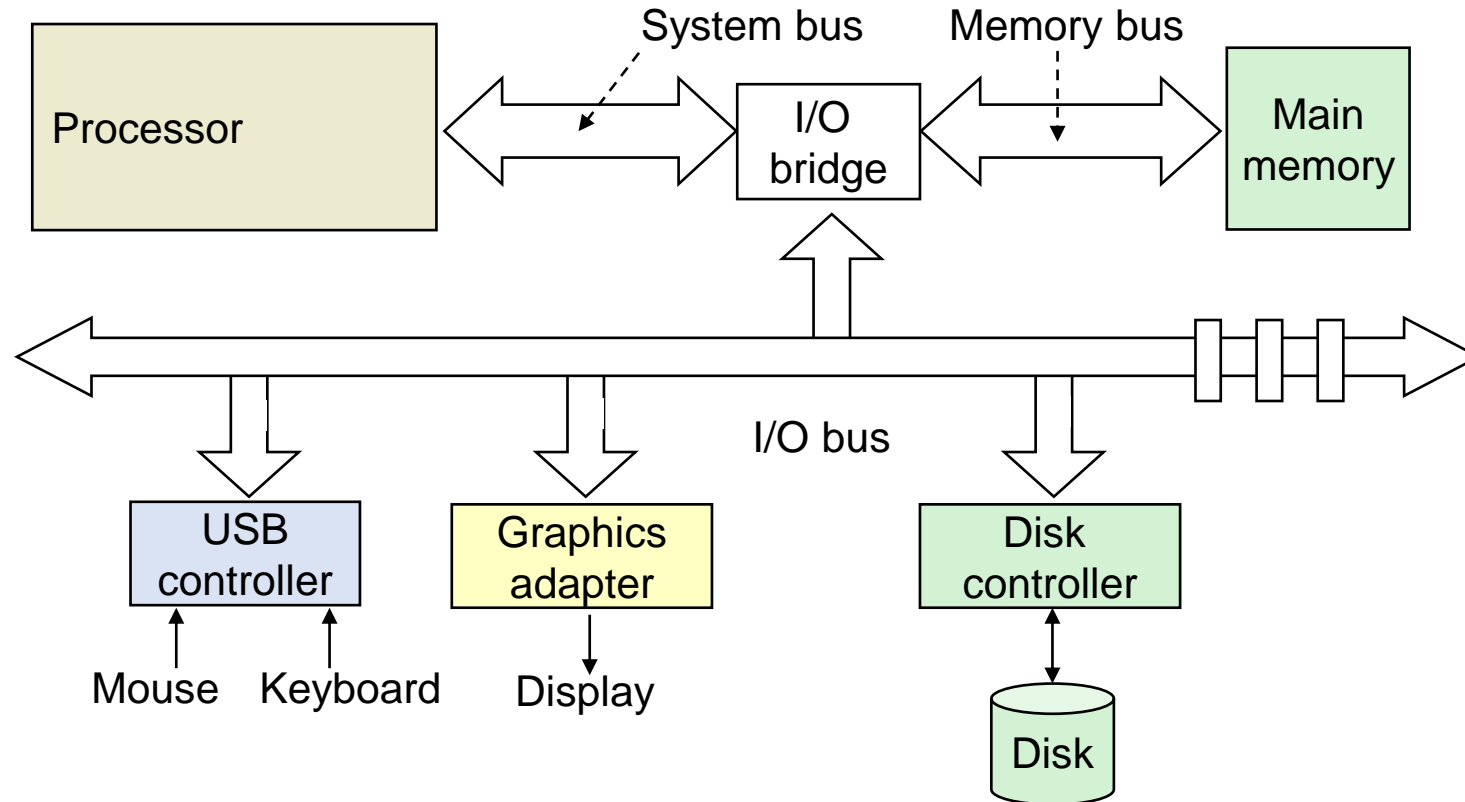 System bus
Memory bus
Processor
I/O
bridge
Main
memory
I/O bus
USB
controller
Graphics
adapter
Disk
controller
Mouse
Keyboard
Display
Disk